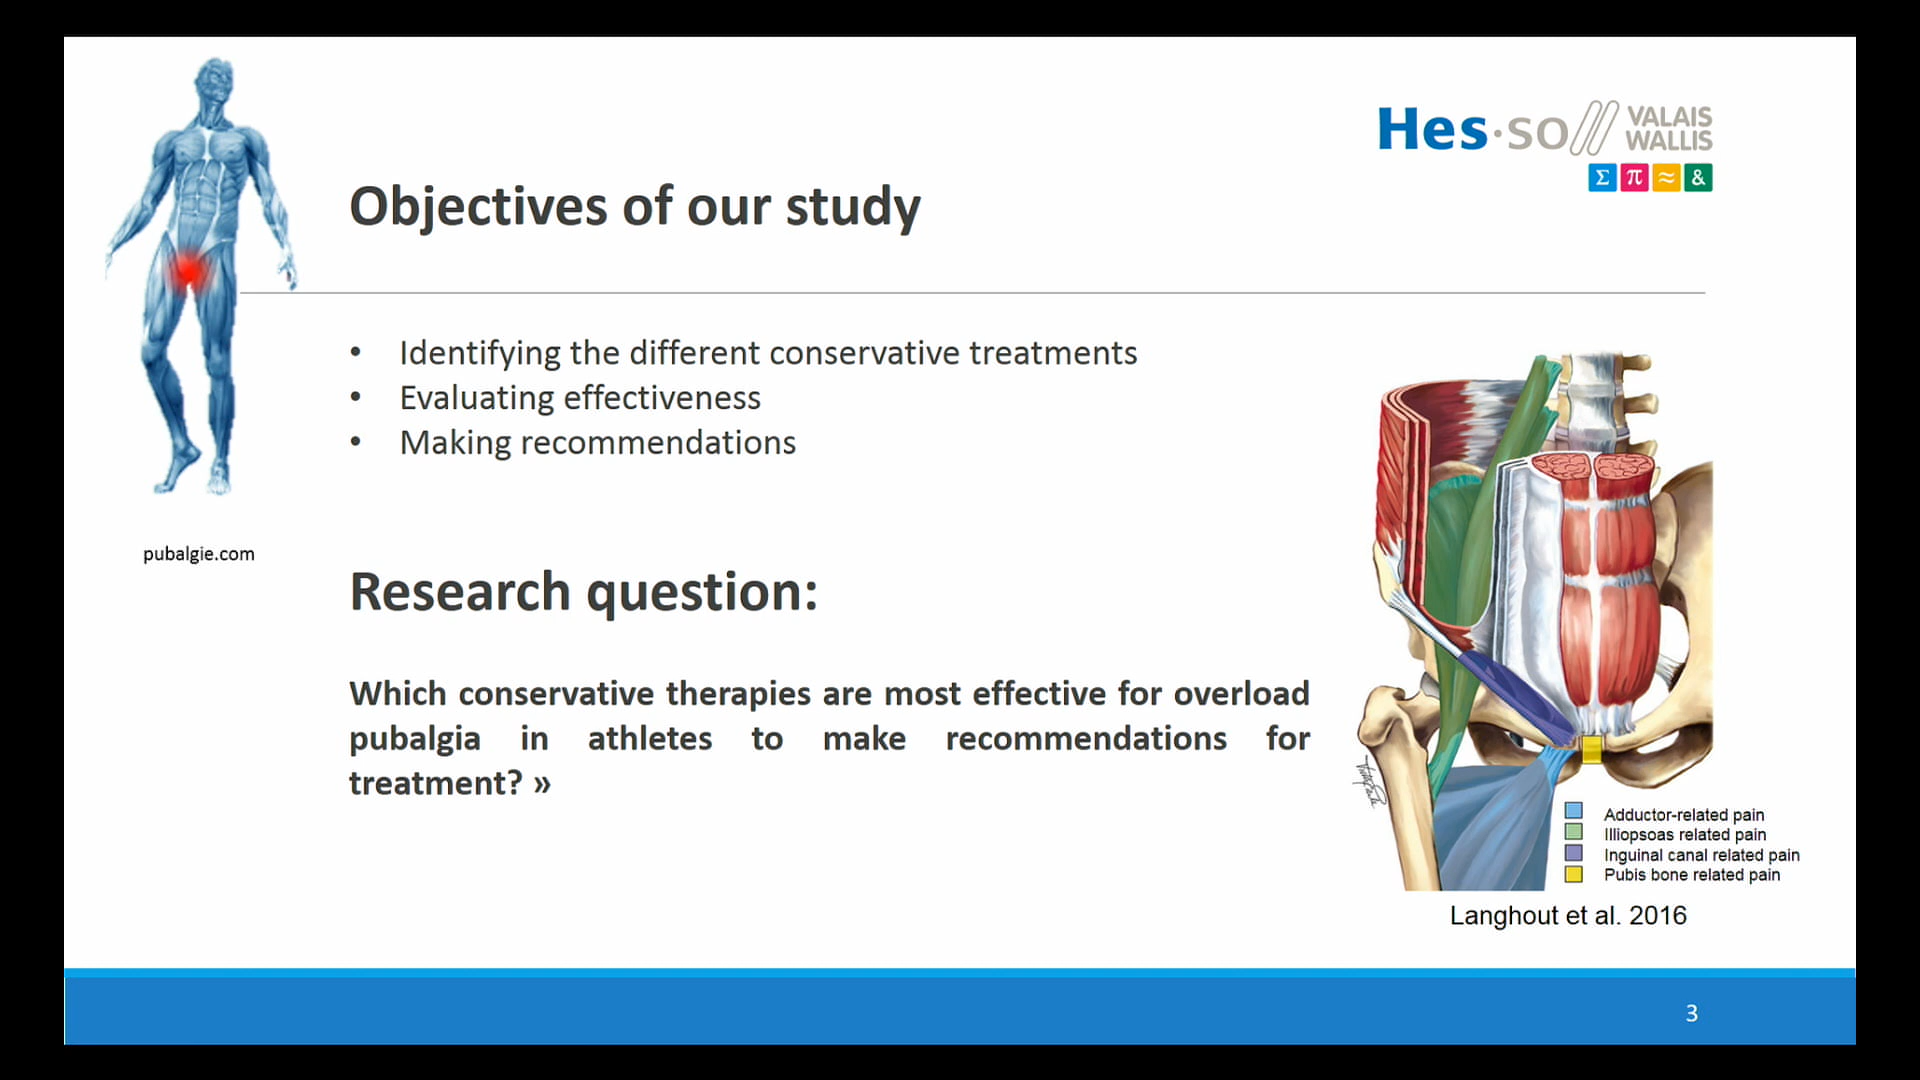 Hes·so VALAIS
WALLIS
Σ π ≈ &
Objectives of our study
• Identifying the different conservative treatments
• Evaluating effectiveness
• Making recommendations
pubalgie.com
Research question:
Which conservative therapies are most effective for overload
pubalgia in athletes to make recommendations for
treatment? »
Adductor-related pain
Illiopsoas related pain
Inguinal canal related pain
Pubis bone related pain
Langhout et al. 2016
3